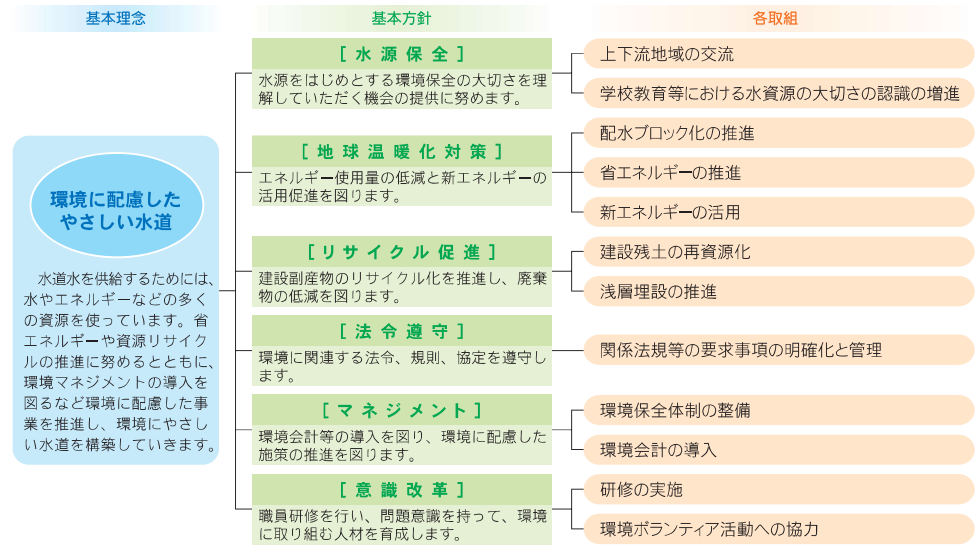 基本理念
基本方針
各取組
環境に配慮した
やさしい水道
水道水を供給するためには、
水やエネルギーなどの多く
の資源を使っています。省
エネルギーや資源リサイク
ルの推進に努めるとともに、
環境マネジメントの導入を
図るなど環境に配慮した事
業を推進し、環境にやさし
い水道を構築していきます。
[水源保全]
水源をはじめとする環境保全の大切さを理
解していただく機会の提供に努めます。
上下流地域の交流
学校教育等における水資源の大切さの認識の増進
[地球温暖化対策]
エネルギー使用量の低減と新エネルギーの
活用促進を図ります。
配水ブロック化の推進
省エネルギーの推進
新エネルギーの活用
[リサイクル促進]
建設副産物のリサイクル化を推進し、廃棄
物の低減を図ります。
建設残土の再資源化
浅層埋設の推進
[法令遵守]
環境に関連する法令、規則、協定を遵守し
ます。
関係法規等の要求事項の明確化と管理
[マネジメント]
環境会計等の導入を図り、環境に配慮した
施策の推進を図ります。
環境保全体制の整備
環境会計の導入
[意識改革]
職員研修を行い、問題意識を持って、環境
に取り組む人材を育成します。
研修の実施
環境ボランティア活動への協力